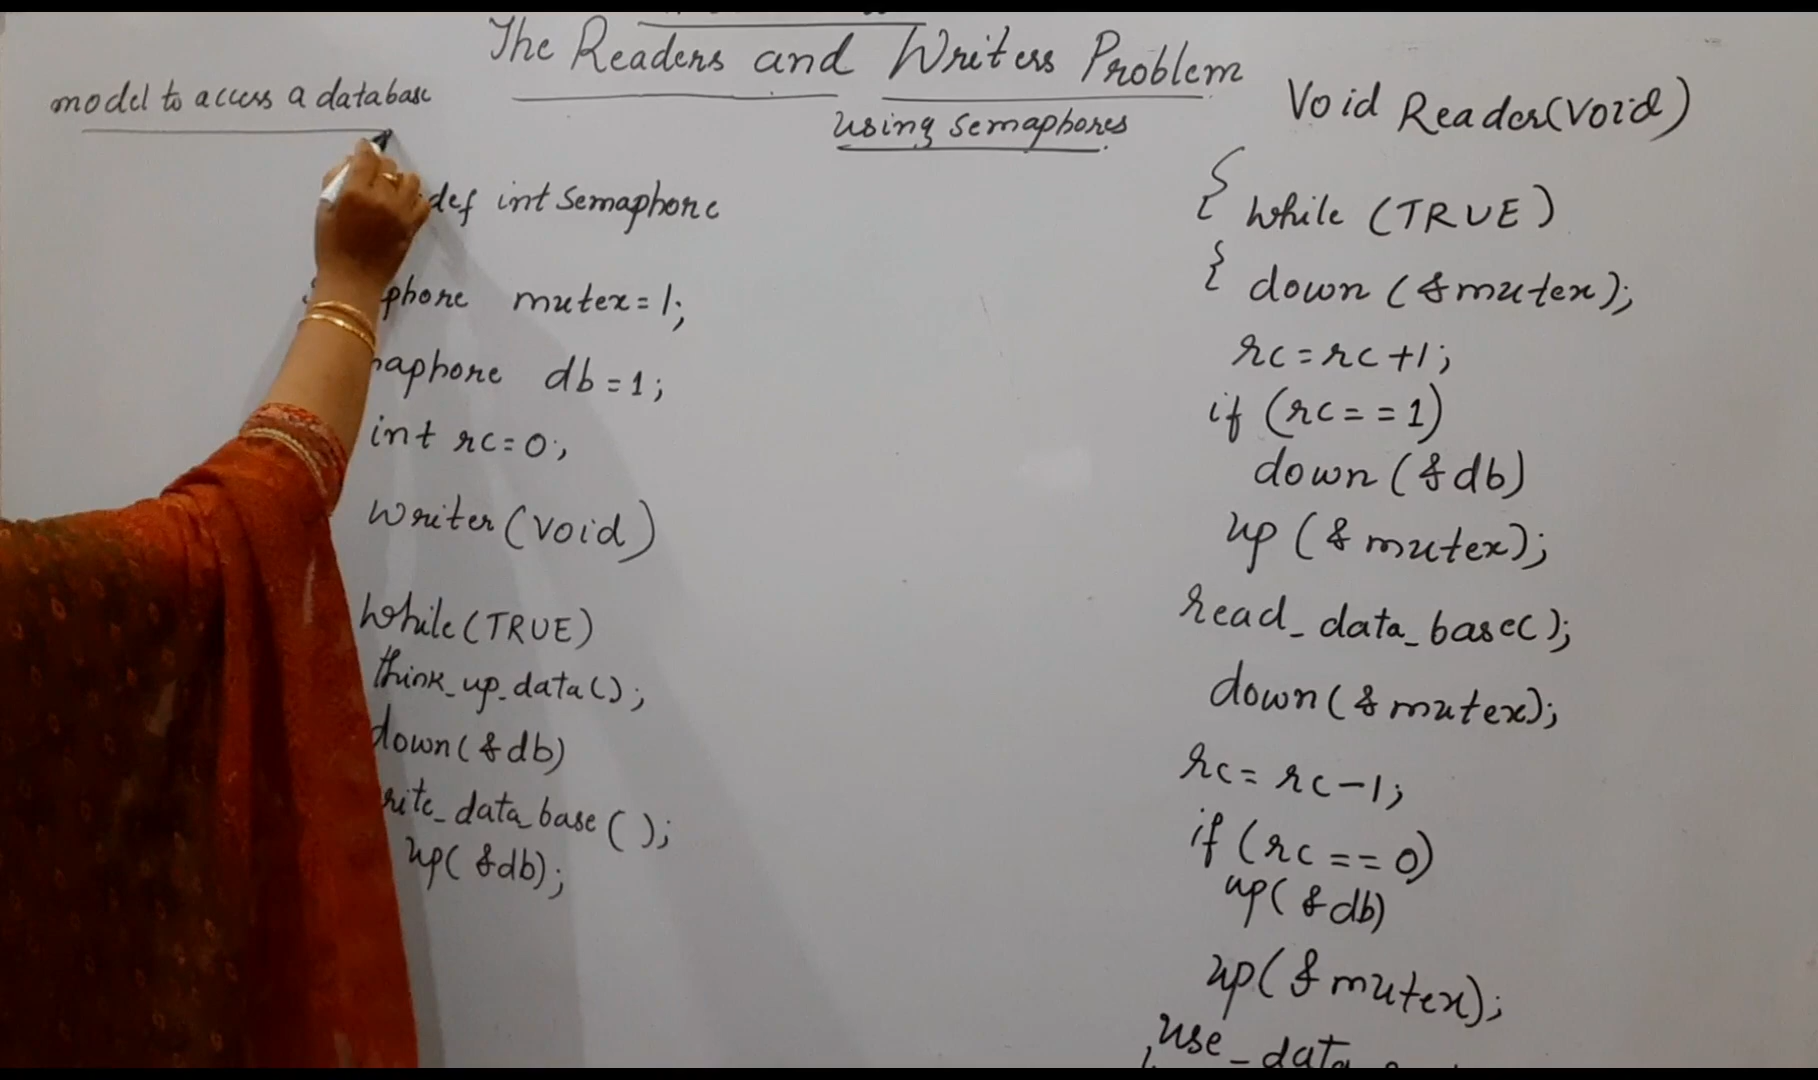 The Readers and Writers Problem
using semaphores
model to access a database
def int Semaphore
phore mutex=1;
aphore db=1;
int rc=0;
writer(void)
while(TRUE)
think_up_data();
down(&db)
rite_data_base();
up(&db);
Void Reader(void)
{ while (TRUE)
{ down (&mutex);
rc=rc+1;
if (rc==1)
down (&db)
up (&mutex);
read_data_base();
down(&mutex);
rc=rc-1;
if (rc==0)
up(&db)
up(&mutex);
use_data_